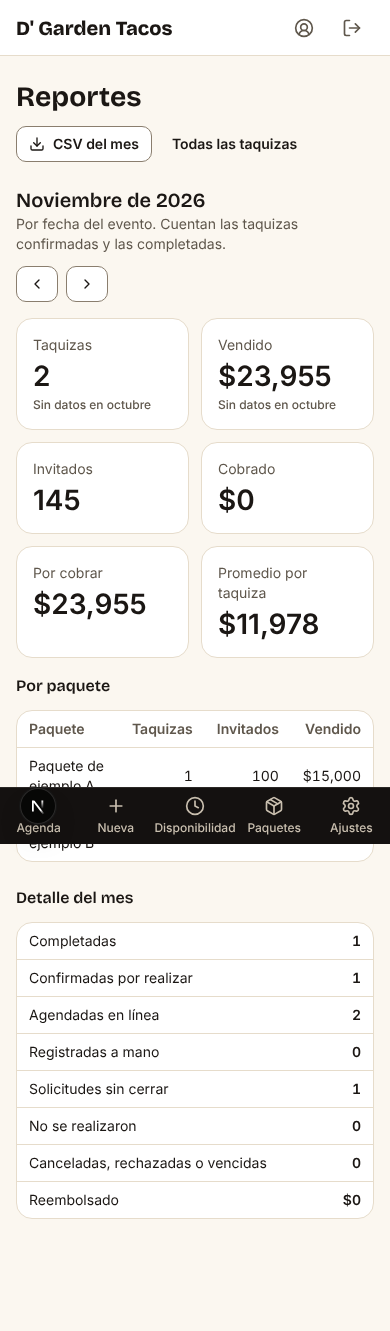 D' Garden Tacos
Reportes
CSV del mes
Todas las taquizas
Noviembre de 2026
Por fecha del evento. Cuentan las taquizas
confirmadas y las completadas.
Taquizas
2
Sin datos en octubre
Vendido
$23,955
Sin datos en octubre
Invitados
145
Cobrado
$0
Por cobrar
$23,955
Promedio por
taquiza
$11,978
Por paquete
Paquete Taquizas Invitados Vendido
Paquete de
ejemplo A
1 100 $15,000
N
Agenda
Nueva
Disponibilidad
Paquetes
Ajustes
ejemplo B
Detalle del mes
Completadas 1
Confirmadas por realizar 1
Agendadas en línea 2
Registradas a mano 0
Solicitudes sin cerrar 1
No se realizaron 0
Canceladas, rechazadas o vencidas 0
Reembolsado $0